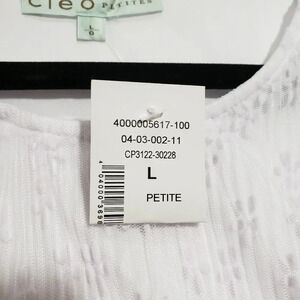 cleo
PETITES
L
4000005617-100
04-03-002-11
CP3122-30228
L
PETITE